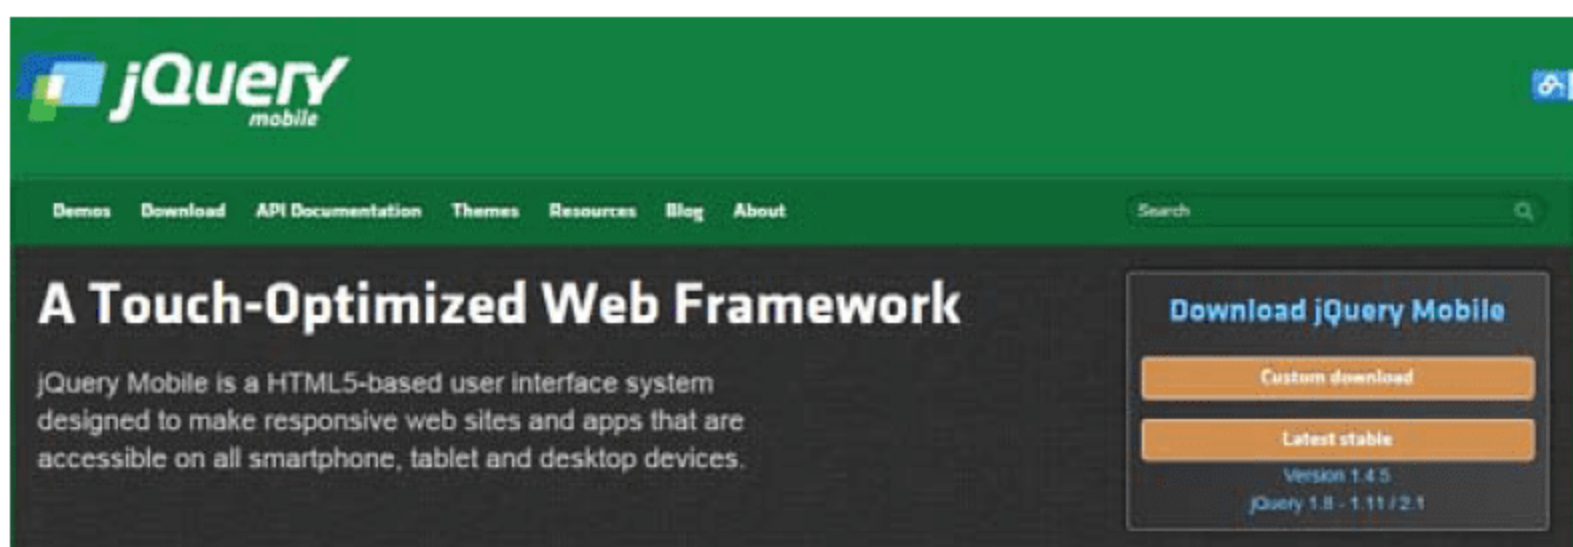 jQuery
mobile
Demos Download API Documentation Themes Resources Blog About Search
A Touch-Optimized Web Framework
jQuery Mobile is a HTML5-based user interface system
designed to make responsive web sites and apps that are
accessible on all smartphone, tablet and desktop devices.
Download jQuery Mobile
Custom download
Latest stable
Version 1.4.5
jQuery 1.8 - 1.11 / 2.1